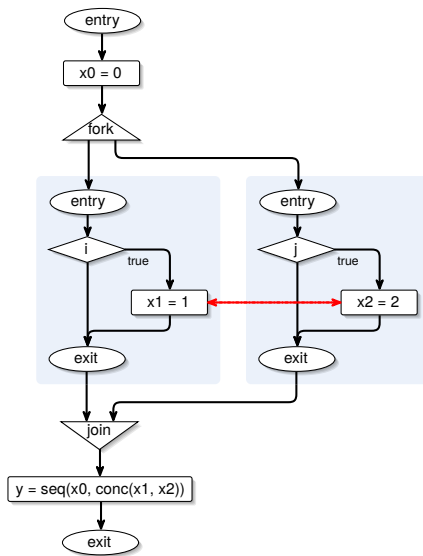 entry
x0 = 0
fork
entry
entry
i
true
j
true
x1 = 1
x2 = 2
exit
exit
join
y = seq(x0, conc(x1, x2))
exit